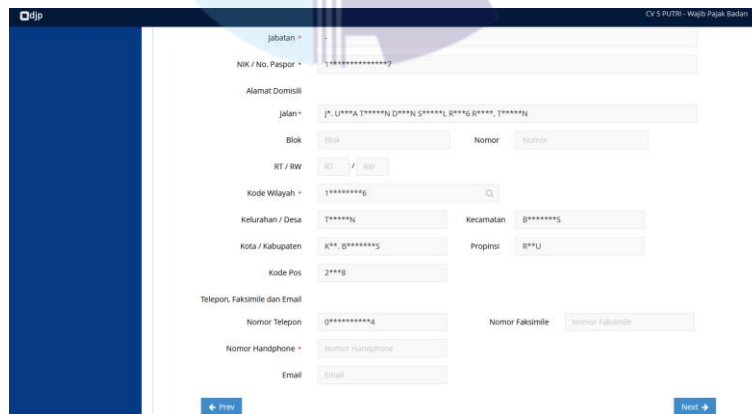 djp CV 5 PUTRI - Wajib Pajak Badan
Jabatan * -
NIK / No. Paspor * 1**************7
Alamat Domisili
Jalan * J*. U***A T*****N D***N S*****L R***6 R****, T*****N
Blok Blok Nomor Nomor
RT / RW RT / RW
Kode Wilayah * 1********6
Kelurahan / Desa T*****N Kecamatan B*******S
Kota / Kabupaten K**. B*******S Propinsi R**U
Kode Pos 2***8
Telepon, Faksimile dan Email
Nomor Telepon 0**********4 Nomor Faksimile Nomor Faksimile
Nomor Handphone * Nomor Handphone
Email Email
← Prev Next →